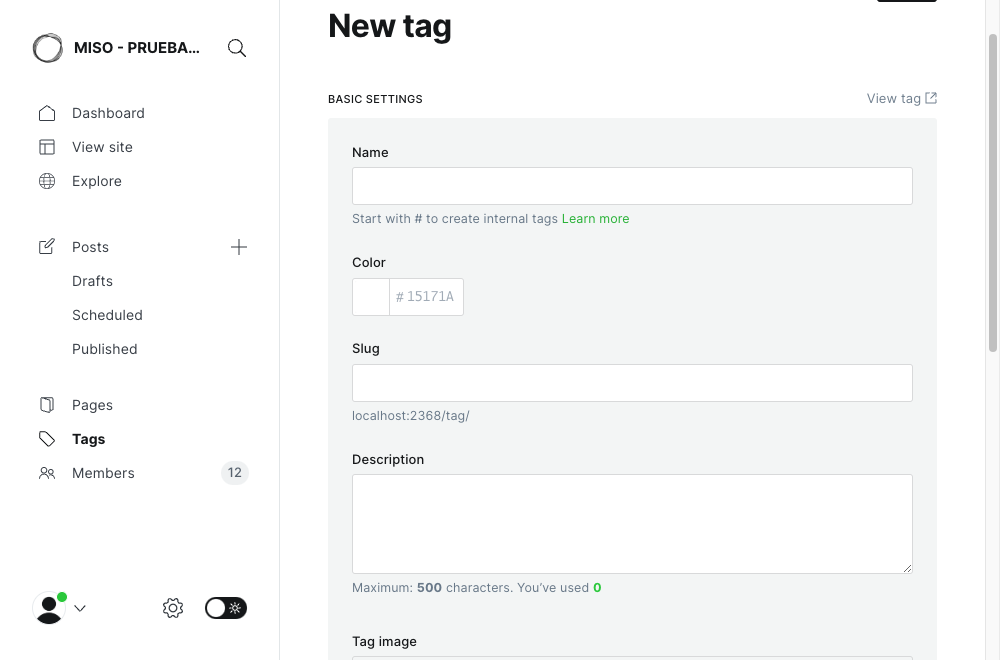 MISO - PRUEBA...
Dashboard
View site
Explore
Posts
Drafts
Scheduled
Published
Pages
Tags
Members
12
New tag
BASIC SETTINGS
View tag
Name
Start with # to create internal tags Learn more
Color
# 15171A
Slug
localhost:2368/tag/
Description
Maximum: 500 characters. You've used 0
Tag image